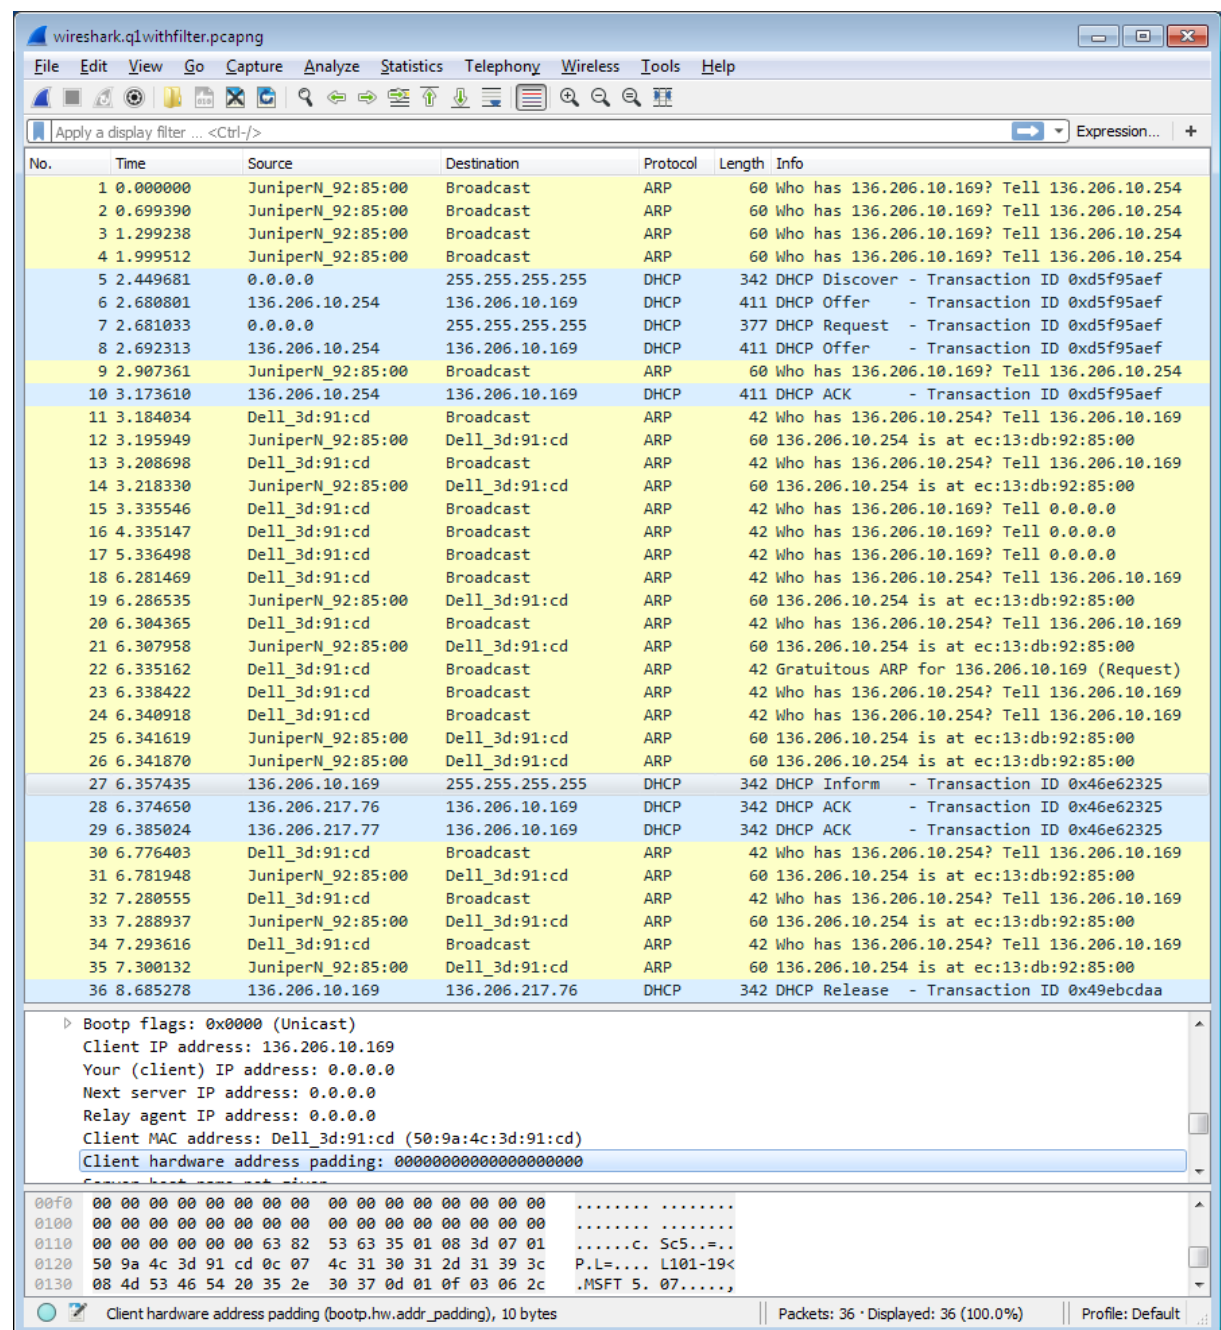 wireshark.q1withfilter.pcapng
File Edit View Go Capture Analyze Statistics Telephony Wireless Tools Help
Apply a display filter ... <Ctrl-/> Expression... +
No. Time Source Destination Protocol Length Info
1 0.000000 JuniperN_92:85:00 Broadcast ARP 60 Who has 136.206.10.169? Tell 136.206.10.254
2 0.699390 JuniperN_92:85:00 Broadcast ARP 60 Who has 136.206.10.169? Tell 136.206.10.254
3 1.299238 JuniperN_92:85:00 Broadcast ARP 60 Who has 136.206.10.169? Tell 136.206.10.254
4 1.999512 JuniperN_92:85:00 Broadcast ARP 60 Who has 136.206.10.169? Tell 136.206.10.254
5 2.449681 0.0.0.0 255.255.255.255 DHCP 342 DHCP Discover - Transaction ID 0xd5f95aef
6 2.680801 136.206.10.254 136.206.10.169 DHCP 411 DHCP Offer - Transaction ID 0xd5f95aef
7 2.681033 0.0.0.0 255.255.255.255 DHCP 377 DHCP Request - Transaction ID 0xd5f95aef
8 2.692313 136.206.10.254 136.206.10.169 DHCP 411 DHCP Offer - Transaction ID 0xd5f95aef
9 2.907361 JuniperN_92:85:00 Broadcast ARP 60 Who has 136.206.10.169? Tell 136.206.10.254
10 3.173610 136.206.10.254 136.206.10.169 DHCP 411 DHCP ACK - Transaction ID 0xd5f95aef
11 3.184034 Dell_3d:91:cd Broadcast ARP 42 Who has 136.206.10.254? Tell 136.206.10.169
12 3.195949 JuniperN_92:85:00 Dell_3d:91:cd ARP 60 136.206.10.254 is at ec:13:db:92:85:00
13 3.208698 Dell_3d:91:cd Broadcast ARP 42 Who has 136.206.10.254? Tell 136.206.10.169
14 3.218330 JuniperN_92:85:00 Dell_3d:91:cd ARP 60 136.206.10.254 is at ec:13:db:92:85:00
15 3.335546 Dell_3d:91:cd Broadcast ARP 42 Who has 136.206.10.169? Tell 0.0.0.0
16 4.335147 Dell_3d:91:cd Broadcast ARP 42 Who has 136.206.10.169? Tell 0.0.0.0
17 5.336498 Dell_3d:91:cd Broadcast ARP 42 Who has 136.206.10.169? Tell 0.0.0.0
18 6.281469 Dell_3d:91:cd Broadcast ARP 42 Who has 136.206.10.254? Tell 136.206.10.169
19 6.286535 JuniperN_92:85:00 Dell_3d:91:cd ARP 60 136.206.10.254 is at ec:13:db:92:85:00
20 6.304365 Dell_3d:91:cd Broadcast ARP 42 Who has 136.206.10.254? Tell 136.206.10.169
21 6.307958 JuniperN_92:85:00 Dell_3d:91:cd ARP 60 136.206.10.254 is at ec:13:db:92:85:00
22 6.335162 Dell_3d:91:cd Broadcast ARP 42 Gratuitous ARP for 136.206.10.169 (Request)
23 6.338422 Dell_3d:91:cd Broadcast ARP 42 Who has 136.206.10.254? Tell 136.206.10.169
24 6.340918 Dell_3d:91:cd Broadcast ARP 42 Who has 136.206.10.254? Tell 136.206.10.169
25 6.341619 JuniperN_92:85:00 Dell_3d:91:cd ARP 60 136.206.10.254 is at ec:13:db:92:85:00
26 6.341870 JuniperN_92:85:00 Dell_3d:91:cd ARP 60 136.206.10.254 is at ec:13:db:92:85:00
27 6.357435 136.206.10.169 255.255.255.255 DHCP 342 DHCP Inform - Transaction ID 0x46e62325
28 6.374650 136.206.217.76 136.206.10.169 DHCP 342 DHCP ACK - Transaction ID 0x46e62325
29 6.385024 136.206.217.77 136.206.10.169 DHCP 342 DHCP ACK - Transaction ID 0x46e62325
30 6.776403 Dell_3d:91:cd Broadcast ARP 42 Who has 136.206.10.254? Tell 136.206.10.169
31 6.781948 JuniperN_92:85:00 Dell_3d:91:cd ARP 60 136.206.10.254 is at ec:13:db:92:85:00
32 7.280555 Dell_3d:91:cd Broadcast ARP 42 Who has 136.206.10.254? Tell 136.206.10.169
33 7.288937 JuniperN_92:85:00 Dell_3d:91:cd ARP 60 136.206.10.254 is at ec:13:db:92:85:00
34 7.293616 Dell_3d:91:cd Broadcast ARP 42 Who has 136.206.10.254? Tell 136.206.10.169
35 7.300132 JuniperN_92:85:00 Dell_3d:91:cd ARP 60 136.206.10.254 is at ec:13:db:92:85:00
36 8.685278 136.206.10.169 136.206.217.76 DHCP 342 DHCP Release - Transaction ID 0x49ebcdaa
Bootp flags: 0x0000 (Unicast)
Client IP address: 136.206.10.169
Your (client) IP address: 0.0.0.0
Next server IP address: 0.0.0.0
Relay agent IP address: 0.0.0.0
Client MAC address: Dell_3d:91:cd (50:9a:4c:3d:91:cd)
Client hardware address padding: 00000000000000000000
00f0 00 00 00 00 00 00 00 00 00 00 00 00 00 00 00 00 ........ ........
0100 00 00 00 00 00 00 00 00 00 00 00 00 00 00 00 00 ........ ........
0110 00 00 00 00 00 00 63 82 53 63 35 01 08 3d 07 01 ......c. Sc5..=..
0120 50 9a 4c 3d 91 cd 0c 07 4c 31 30 31 2d 31 39 3c P.L=.... L101-19<
0130 08 4d 53 46 54 20 35 2e 30 37 0d 01 0f 03 06 2c .MSFT 5. 07.....,
Client hardware address padding (bootp.hw.addr_padding), 10 bytes Packets: 36 · Displayed: 36 (100.0%) Profile: Default